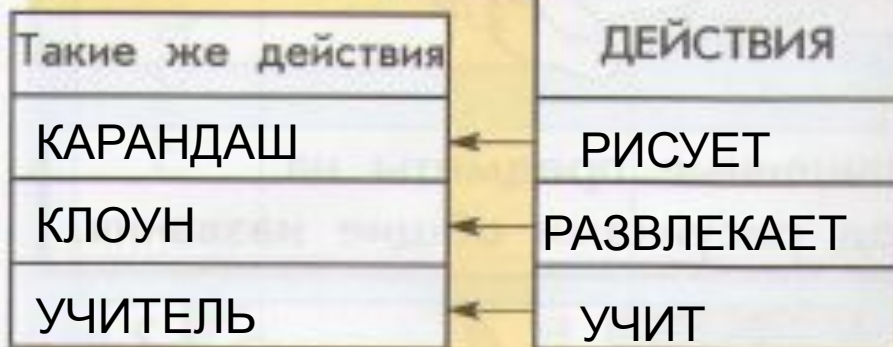 Такие же действия
ДЕЙСТВИЯ
КАРАНДАШ
РИСУЕТ
КЛОУН
РАЗВЛЕКАЕТ
УЧИТЕЛЬ
УЧИТ